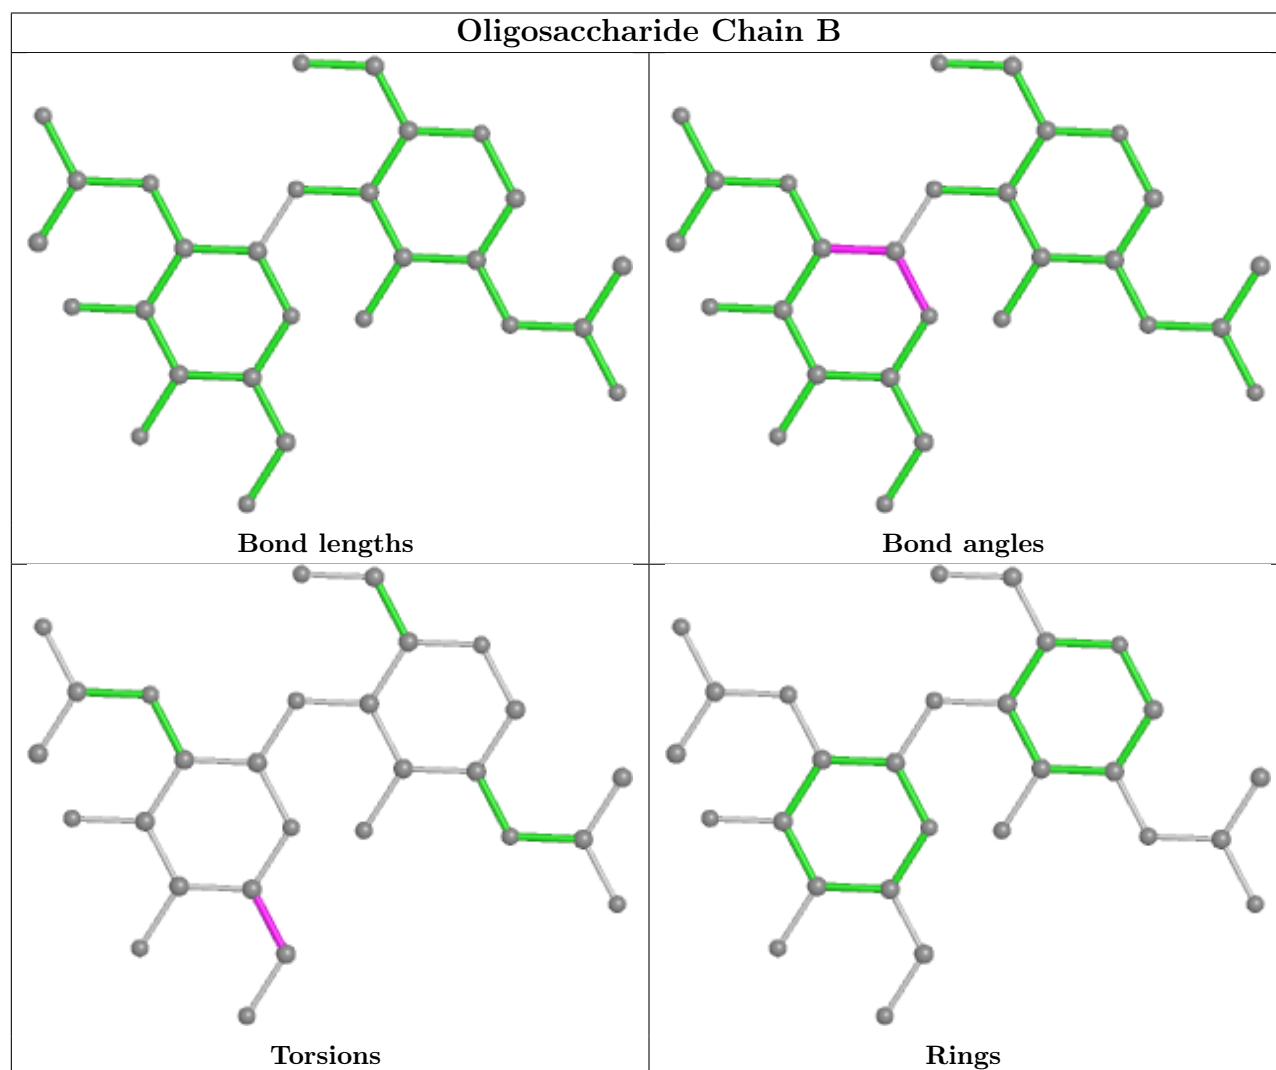 Oligosaccharide Chain B
Bond lengths
Bond angles
Torsions
Rings